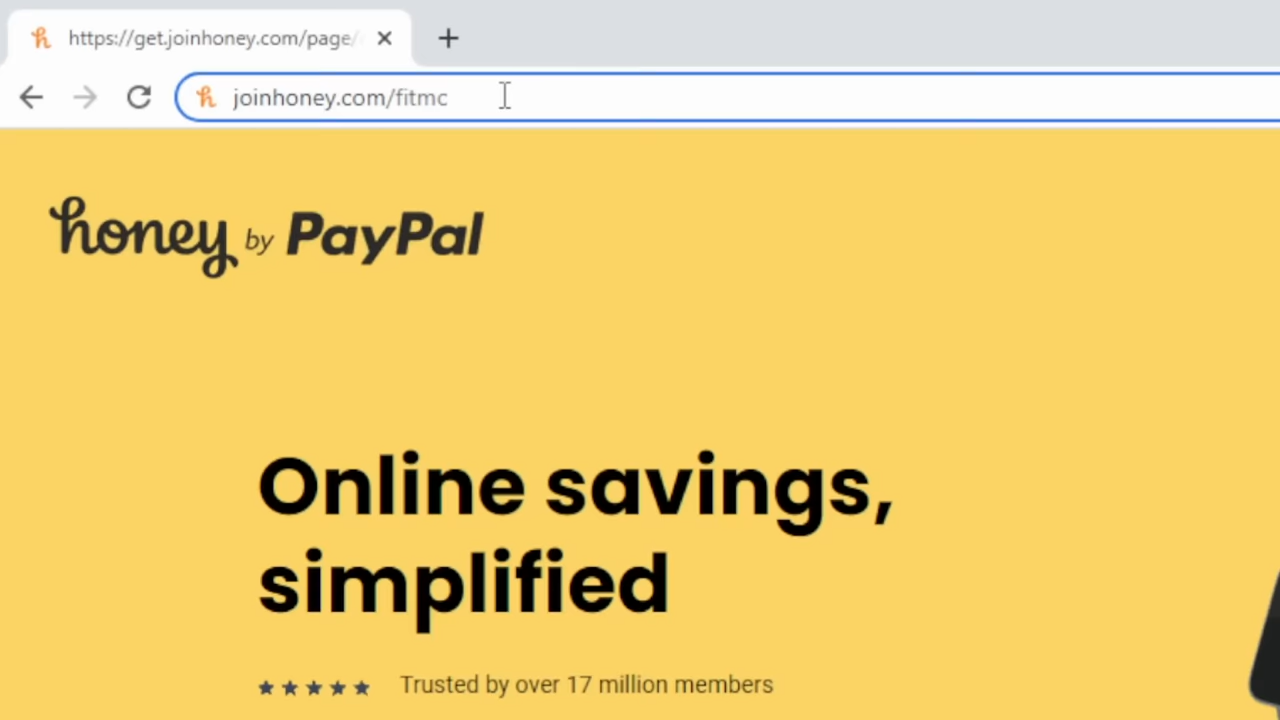 https://get.joinhoney.com/page/
joinhoney.com/fitmc
honey by PayPal
Online savings,
simplified
Trusted by over 17 million members